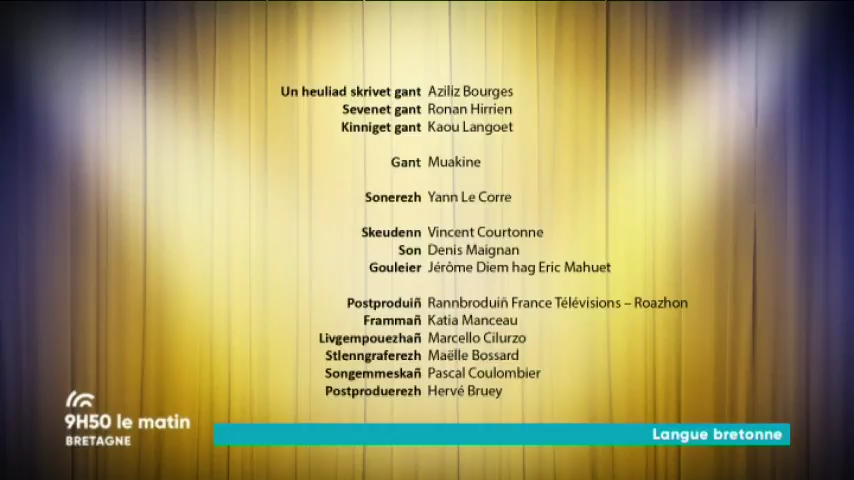 Un heuliad skrivet gant Aziliz Bourges
Sevenet gant Ronan Hirrien
Kinniget gant Kaou Langoet
Gant Muakine
Sonerezh Yann Le Corre
Skeudenn Vincent Courtonne
Son Denis Maignan
Gouleier Jérôme Diem hag Eric Mahuet
Postproduiñ Rannbroduiñ France Télévisions – Roazhon
Frammañ Katia Manceau
Livgempouezhañ Marcello Cilurzo
Stlenngraferezh Maëlle Bossard
Songemmeskañ Pascal Coulombier
Postproduerezh Hervé Bruey
9H50 le matin
BRETAGNE
Langue bretonne